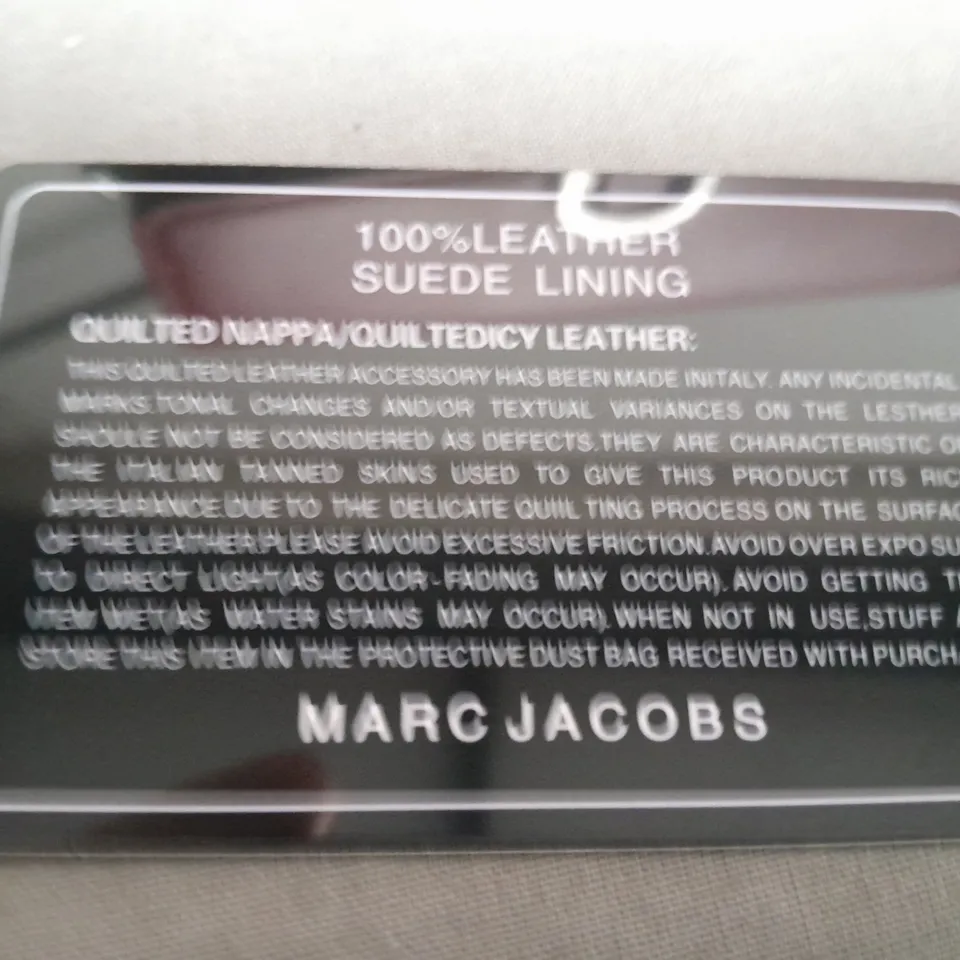 100%LEATHER
SUEDE LINING
QUILTED NAPPA/QUILTEDICY LEATHER:
THIS QUILTED LEATHER ACCESSORY HAS BEEN MADE INITALY. ANY INCIDENTAL
MARKS.TONAL CHANGES AND/OR TEXTUAL VARIANCES ON THE LESTHER
SHOULE NOT BE CONSIDERED AS DEFECTS.THEY ARE CHARACTERISTIC O
THE ITALIAN TANNED SKINS USED TO GIVE THIS PRODUCT ITS RIC
APPEARANCE.DUE TO THE DELICATE QUIIL TING PROCESS ON THE SURFAC
OF THE LEATHER.PLEASE AVOID EXCESSIVE FRICTION.AVOID OVER EXPO SU
TO DIRECT LIGHT(AS COLOR-FADING MAY OCCUR). AVOID GETTING T
ITEM WET(AS WATER STAINS MAY OCCUR).WHEN NOT IN USE,STUFF
STORE THIS ITEM IN THE PROTECTIVE DUST BAG RECEIVED WITH PURCH
MARC JACOBS